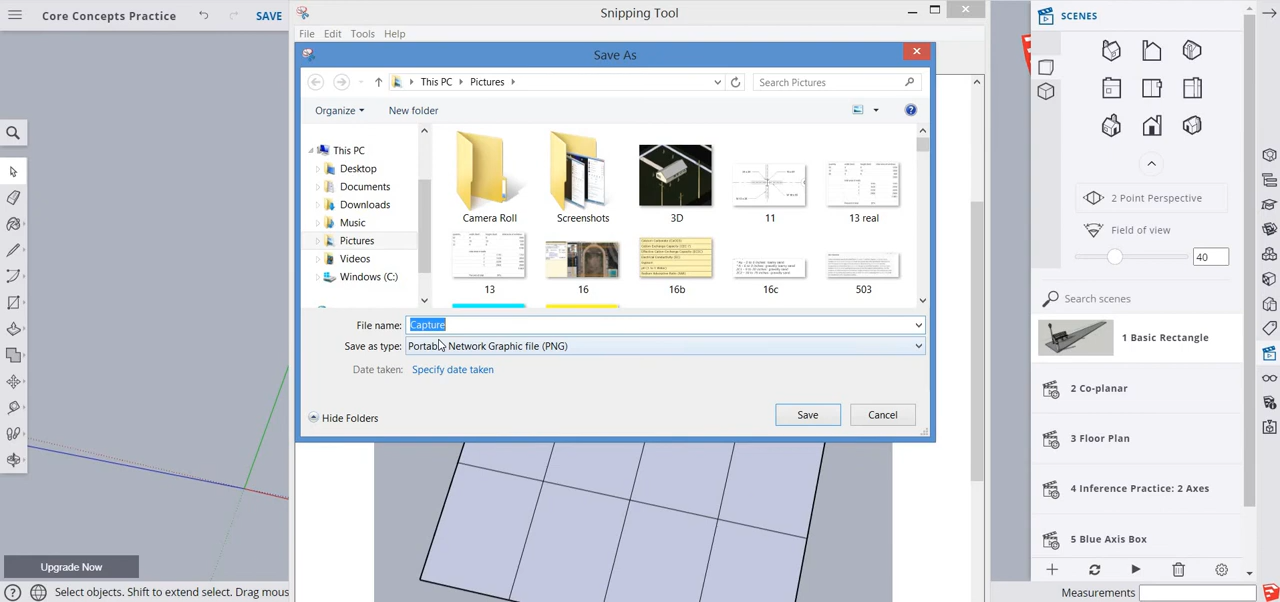 Core Concepts Practice
SAVE
Snipping Tool
SCENES
File Edit Tools Help
Save As
This PC Pictures
Search Pictures
Organize New folder
This PC
Desktop
Documents
Downloads
Music
Pictures
Videos
Windows (C:)
Camera Roll Screenshots 3D 11 13 real
13 16 16b 16c 503
File name: Capture
Save as type: Portable Network Graphic file (PNG)
Date taken: Specify date taken
Hide Folders
Save Cancel
2 Point Perspective
Field of view
40
Search scenes
1 Basic Rectangle
2 Co-planar
3 Floor Plan
4 Inference Practice: 2 Axes
5 Blue Axis Box
Upgrade Now
Select objects. Shift to extend select. Drag mous
Measurements